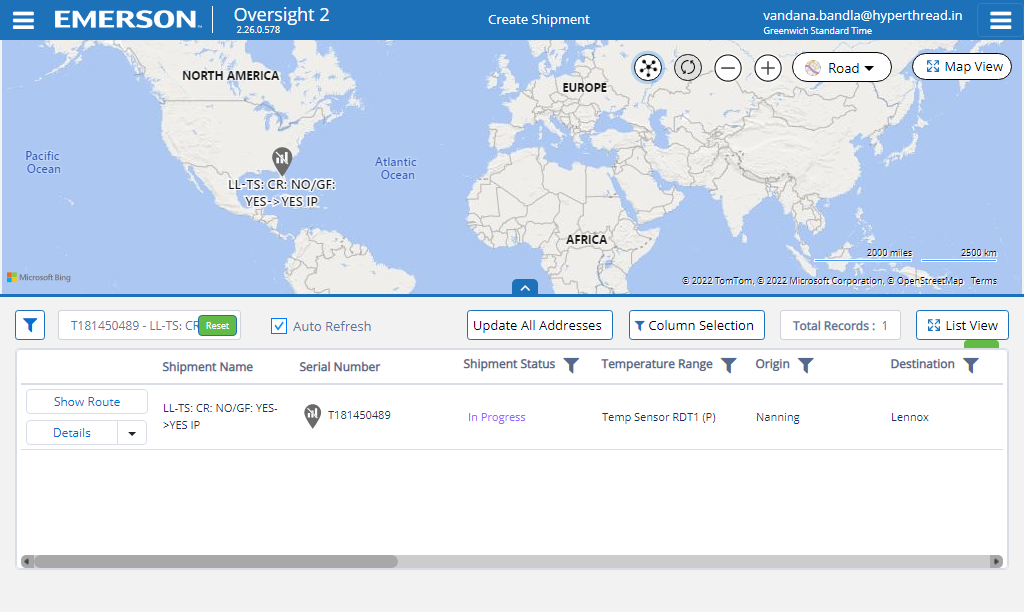 EMERSON
Oversight 2
2.26.0.578
Create Shipment
vandana.bandla@hyperthread.in
Greenwich Standard Time
NORTH AMERICA
EUROPE
Road
Map View
Pacific
Ocean
Atlantic
Ocean
LL-TS: CR: NO/GF:
YES->YES IP
AFRICA
2000 miles
2500 km
Microsoft Bing
© 2022 TomTom, © 2022 Microsoft Corporation, © OpenStreetMap Terms
T181450489 - LL-TS: CR
Reset
Auto Refresh
Update All Addresses
Column Selection
Total Records : 1
List View
Shipment Name
Serial Number
Shipment Status
Temperature Range
Origin
Destination
Show Route
Details
LL-TS: CR: NO/GF: YES-
>YES IP
T181450489
In Progress
Temp Sensor RDT1 (P)
Nanning
Lennox